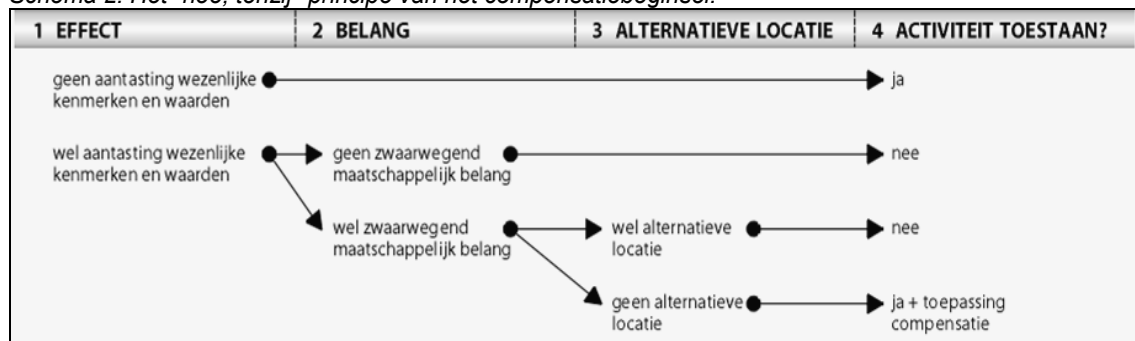 Schema 2: Het 'nee, tenzij'-principe van het compensatiebeginsel.
1 EFFECT 2 BELANG 3 ALTERNATIEVE LOCATIE 4 ACTIVITEIT TOESTAAN?
geen aantasting wezenlijke
kenmerken en waarden
ja
wel aantasting wezenlijke
kenmerken en waarden
geen zwaarwegend
maatschappelijk belang
nee
wel zwaarwegend
maatschappelijk belang
wel alternatieve
locatie
nee
geen alternatieve
locatie
ja + toepassing
compensatie